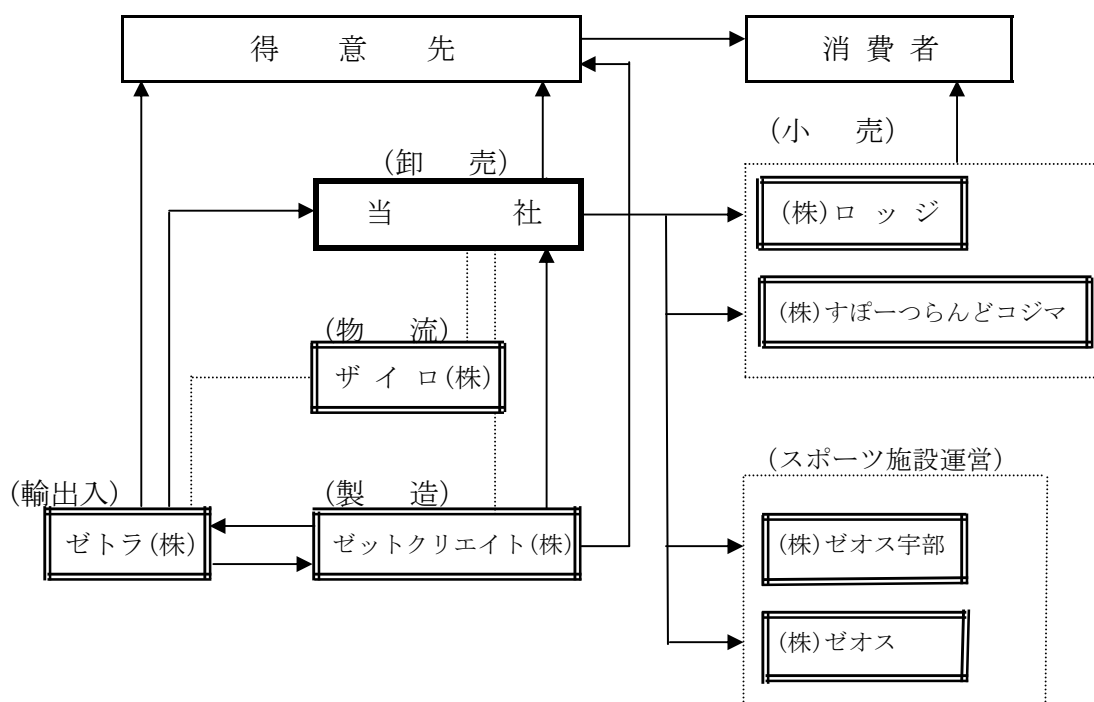 得 意 先
消 費 者
(小 売)
(卸 売)
当 社
(株)ロ ッ ジ
(株)すぽーつらんどコジマ
(物 流)
ザ イ ロ(株)
(スポーツ施設運営)
(輸出入)
(製 造)
ゼトラ(株)
ゼットクリエイト(株)
(株)ゼオス宇部
(株)ゼオス